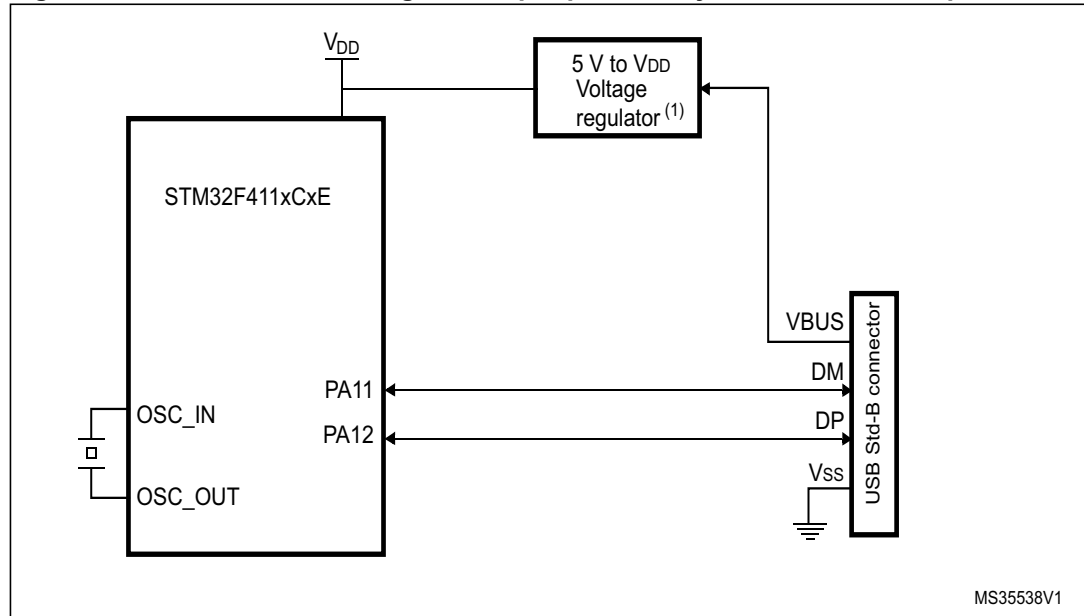 VDD
5 V to VDD
Voltage
regulator (1)
STM32F411xCxE
VBUS
DM
PA11
DP
OSC_IN
PA12
USB Std-B connector
VSS
OSC_OUT
MS35538V1